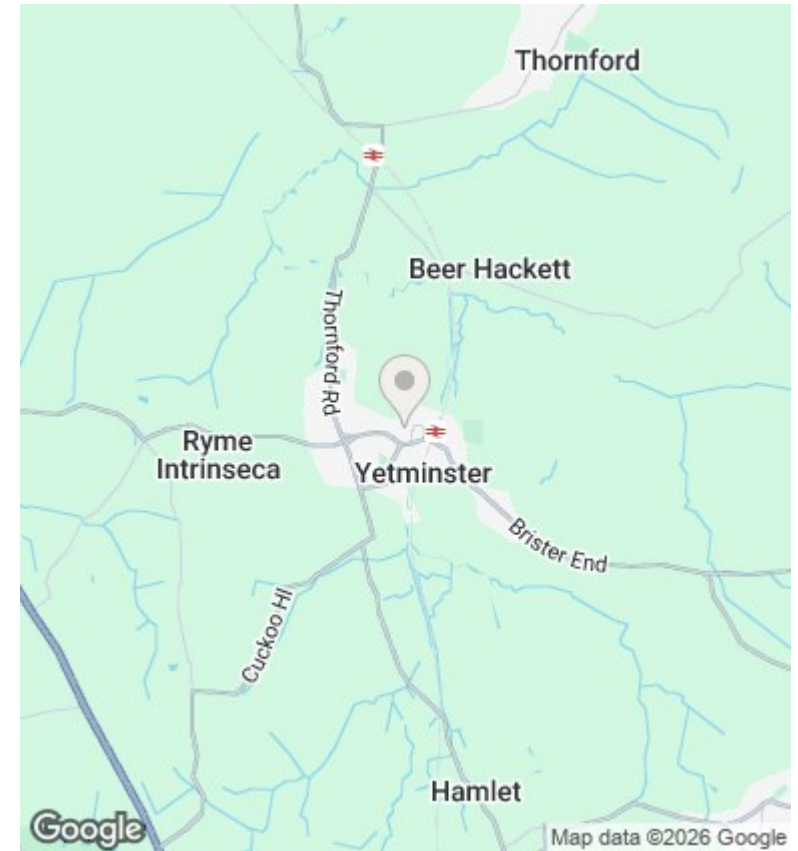 Thornford
Beer Hackett
Thornford Rd
Ryme
Intrinseca
Yetminster
Brister End
Cuckoo Hl
Hamlet
Google
Map data ©2026 Google